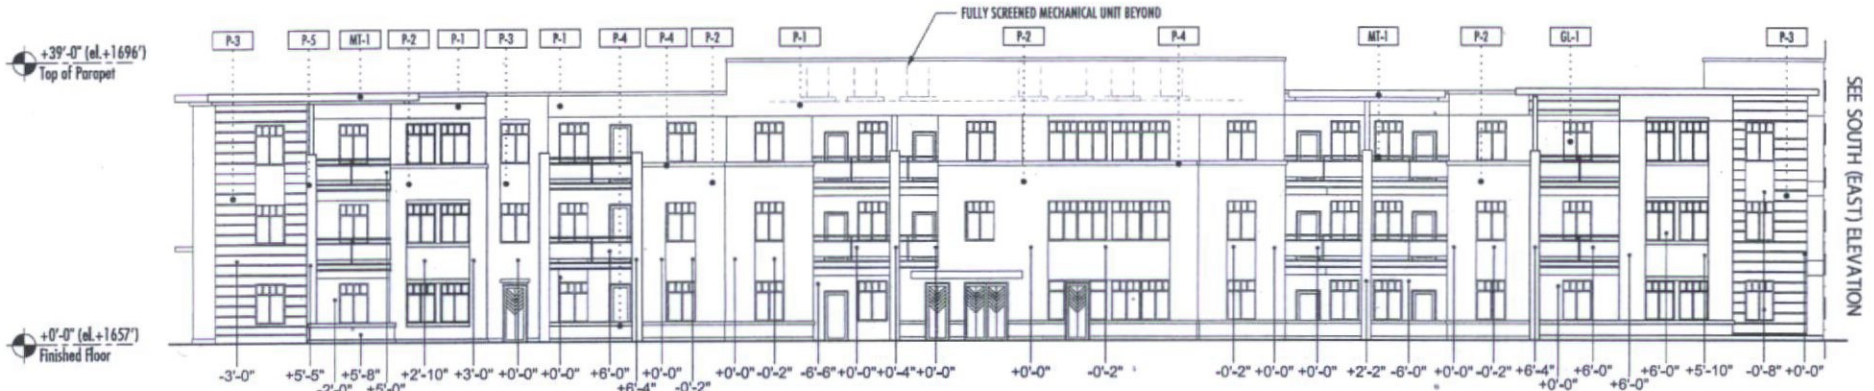 FULLY SCREENED MECHANICAL UNIT BEYOND
P-3 P-5 MT-1 P-2 P-1 P-3 P-1 P-4 P-4 P-2 P-1 P-2 P-4 MT-1 P-2 GL-1 P-3
+39'-0" (el.+1696')
Top of Parapet
SEE SOUTH (EAST) ELEVATION
+0'-0" (el.+1657')
Finished Floor
-3'-0" +5'-5" +5'-8" +2'-10" +3'-0" +0'-0" +0'-0" +6'-0" +0'-0" +0'-0" -0'-2" -6'-6" +0'-0" +0'-4" +0'-0" +0'-0" -0'-2" -0'-2" +0'-0" +0'-0" +2'-2" -6'-0" +0'-0" -0'-2" +6'-4" +6'-0" +6'-0" +5'-10" -0'-8" +0'-0"
-2'-0" +5'-0" +6'-4" -0'-2" +0'-0" +6'-0"